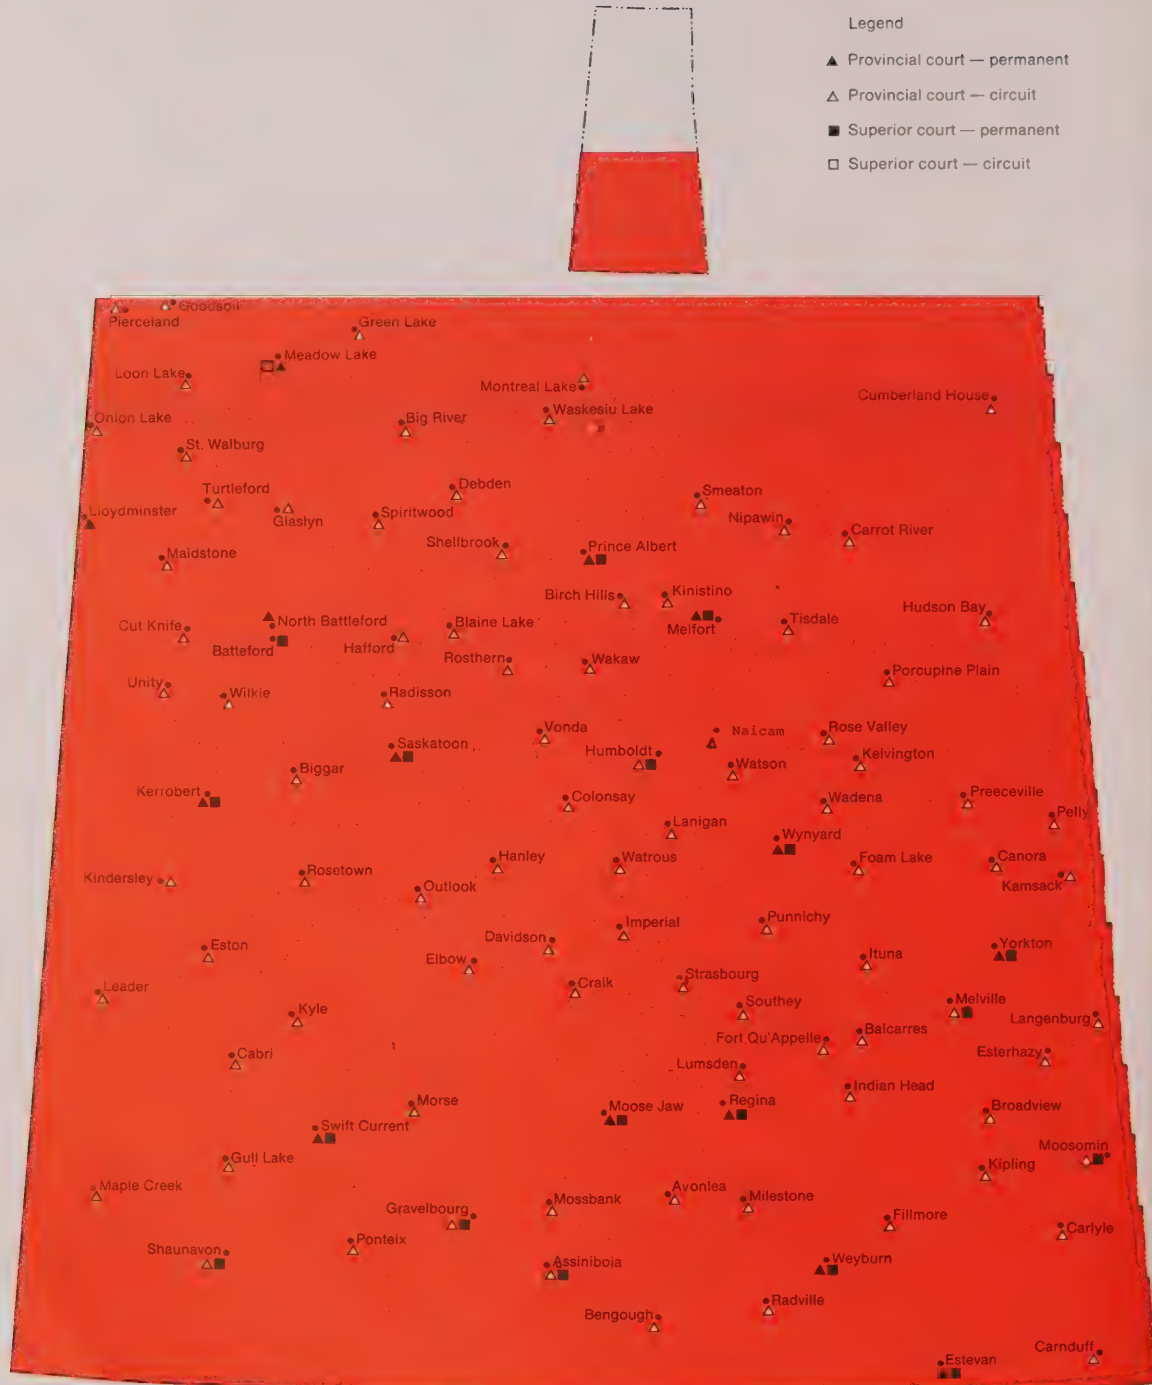 Legend
Provincial court — permanent
Provincial court — circuit
Superior court — permanent
Superior court — circuit
Goodsoil
Pierceland
Green Lake
Meadow Lake
Loon Lake
Montreal Lake
Cumberland House
Onion Lake
Big River
Waskesiu Lake
St. Walburg
Turtleford
Debden
Smeaton
Lloydminster
Glaslyn
Spiritwood
Nipawin
Carrot River
Shellbrook
Prince Albert
Maidstone
Birch Hills
Kinistino
Hudson Bay
Cut Knife
North Battleford
Blaine Lake
Melfort
Tisdale
Batteford
Hafford
Rosthern
Wakaw
Porcupine Plain
Unity
Wilkie
Radisson
Vonda
Naicam
Rose Valley
Saskatoon
Humboldt
Kelvington
Biggar
Watson
Kerrobert
Colonsay
Wadena
Preeceville
Pelly
Lanigan
Wynyard
Hanley
Watrous
Foam Lake
Canora
Kindersley
Rosetown
Outlook
Kamsack
Imperial
Punnichy
Eston
Davidson
Yorkton
Elbow
Ituna
Leader
Craik
Strasbourg
Kyle
Southey
Melville
Langenburg
Fort Qu'Appelle
Balcarres
Cabri
Lumsden
Esterhazy
Indian Head
Morse
Moose Jaw
Regina
Broadview
Swift Current
Moosomin
Gull Lake
Kipling
Maple Creek
Mossbank
Avonlea
Milestone
Gravelbourg
Fillmore
Carlyle
Shaunavon
Ponteix
Assiniboia
Weyburn
Radville
Bengough
Carnduff
Estevan